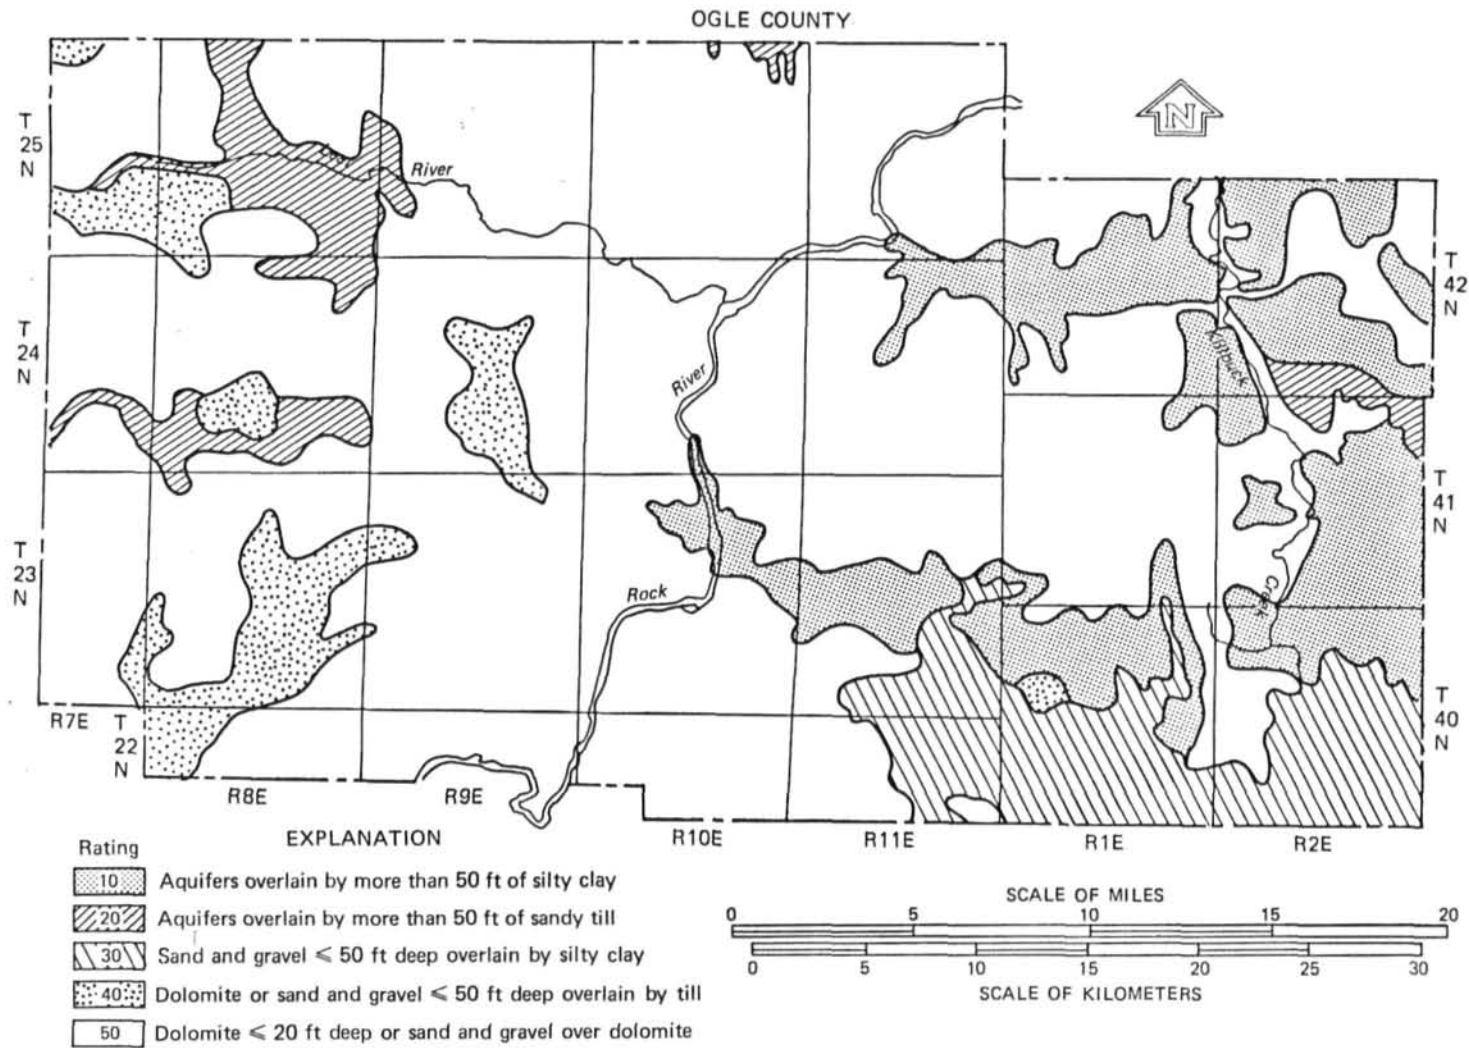 OGLE COUNTY
N
T
25
N
River
T
42
N
T
24
N
River
Killbuck
T
41
N
T
23
N
Rock
Creek
T
40
N
R7E
T
22
N
R8E
R9E
R10E
R11E
R1E
R2E
EXPLANATION
Rating
10 Aquifers overlain by more than 50 ft of silty clay
20 Aquifers overlain by more than 50 ft of sandy till
30 Sand and gravel ⩽ 50 ft deep overlain by silty clay
40 Dolomite or sand and gravel ⩽ 50 ft deep overlain by till
50 Dolomite ⩽ 20 ft deep or sand and gravel over dolomite
SCALE OF MILES
0 5 10 15 20
0 5 10 15 20 25 30
SCALE OF KILOMETERS